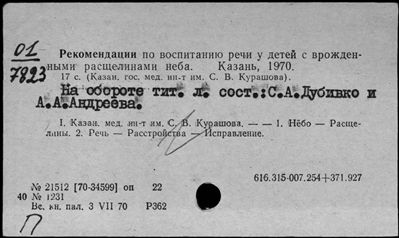 01
7823
Рекомендации по воспитанию речи у детей с врожден-
ными расщелинами неба. Казань, 1970.
17 с. (Казан. гос. мед. ин-т им. С. В. Курашова).
На обороте тит. л. сост.:С.А.Дубивко и
А.А.Андреева.
I. Казан. мед. ин-т им. С. В. Курашова. — — 1. Нёбо — Расще-
лины. 2. Речь — Расстройства — Исправление.
616.315-007.254+371.927
№ 21512 [70-34599] оп 22
40 № 1231
Вс. кн. пал. 3 VII 70 Р362
П